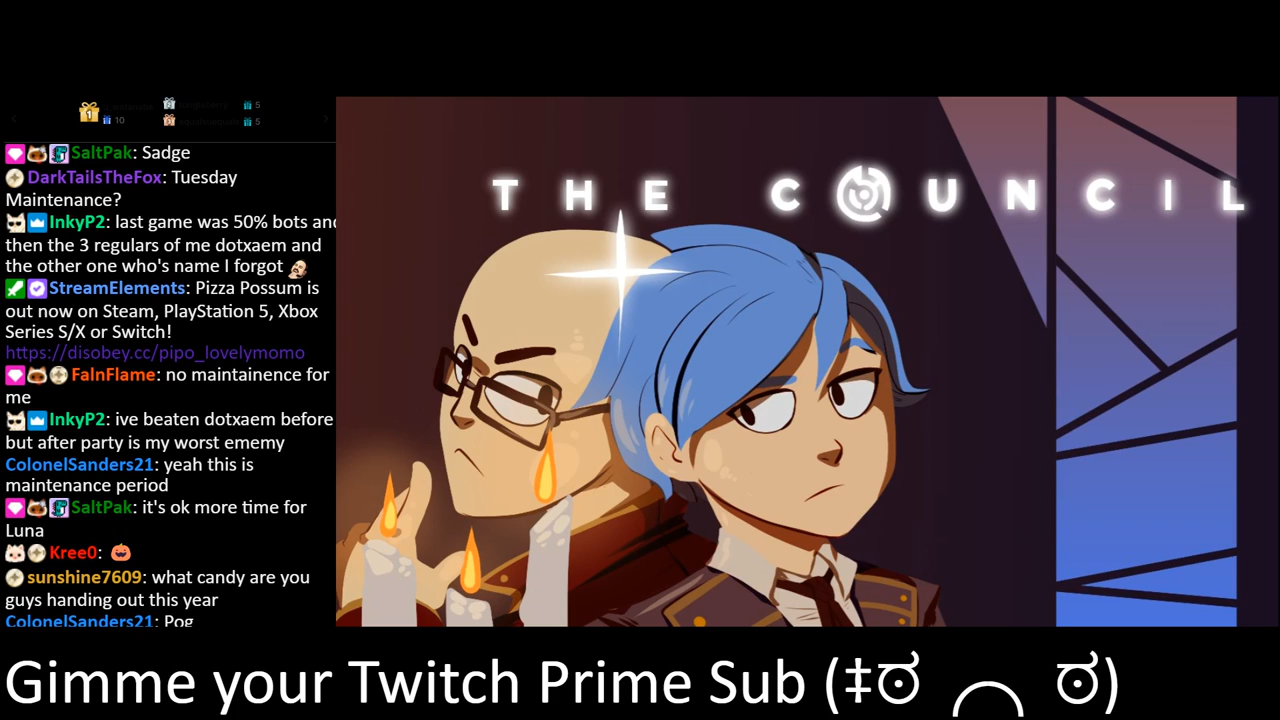 10
5
5
SaltPak: Sadge
DarkTailsTheFox: Tuesday
Maintenance?
InkyP2: last game was 50% bots and
then the 3 regulars of me dotxaem and
the other one who's name I forgot
StreamElements: Pizza Possum is
out now on Steam, PlayStation 5, Xbox
Series S/X or Switch!
https://disobey.cc/pipo_lovelymomo
FalnFlame: no maintainence for
me
InkyP2: ive beaten dotxaem before
but after party is my worst ememy
ColonelSanders21: yeah this is
maintenance period
SaltPak: it's ok more time for
Luna
Kree0: 🎃
sunshine7609: what candy are you
guys handing out this year
ColonelSanders21: Pog
THE COUNCIL
Gimme your Twitch Prime Sub (‡ಠ ╭╮ ಠ)